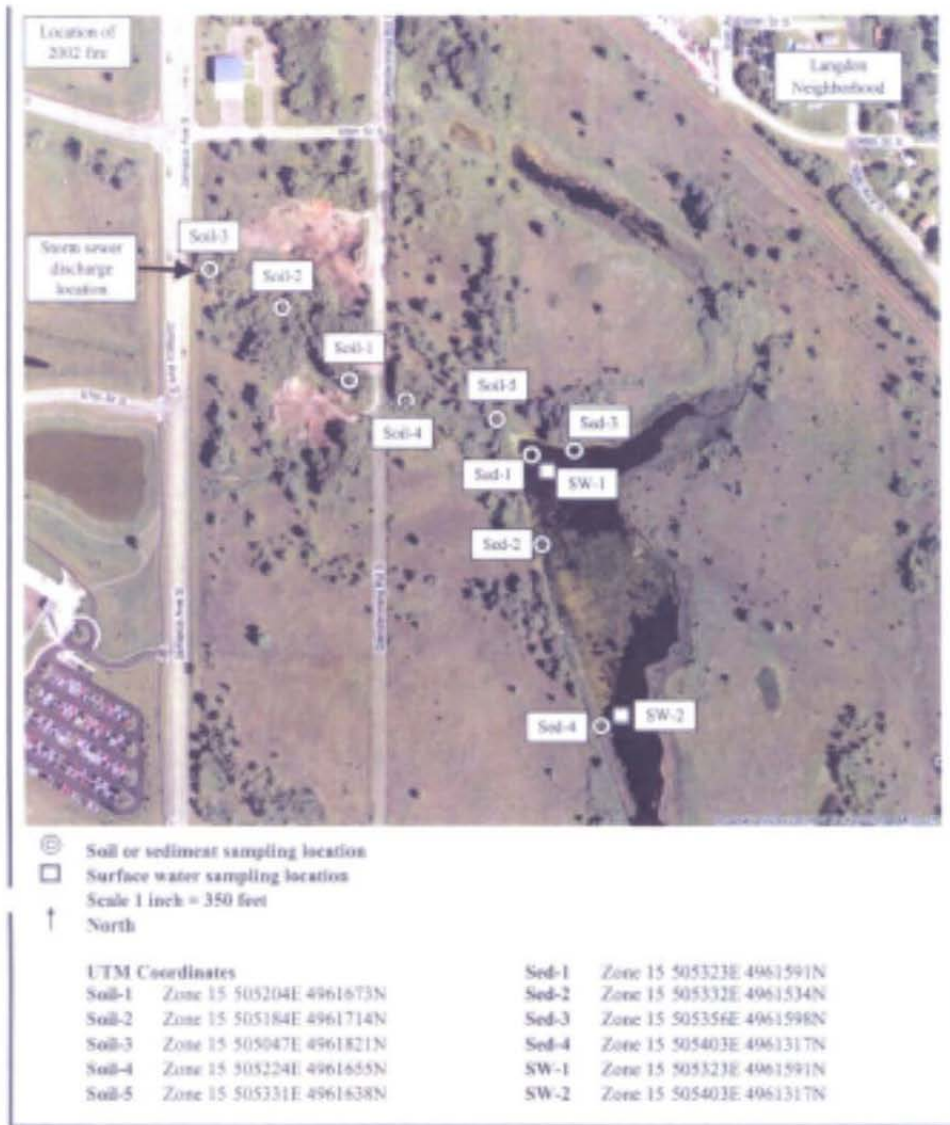 Location of
2002 fire
Langdon
Neighborhood
Soil-3
Storm sewer
discharge
location
Soil-2
Soil-1
Soil-5
Soil-4
Sed-3
Sed-1
SW-1
Sed-2
Sed-4
SW-2
Soil or sediment sampling location
Surface water sampling location
Scale 1 inch = 350 feet
North
UTM Coordinates
Soil-1 Zone 15 505204E 4961673N
Soil-2 Zone 15 505184E 4961714N
Soil-3 Zone 15 505047E 4961821N
Soil-4 Zone 15 505224E 4961655N
Soil-5 Zone 15 505331E 4961638N
Sed-1 Zone 15 505323E 4961591N
Sed-2 Zone 15 505332E 4961534N
Sed-3 Zone 15 505356E 4961598N
Sed-4 Zone 15 505403E 4961317N
SW-1 Zone 15 505323E 4961591N
SW-2 Zone 15 505403E 4961317N